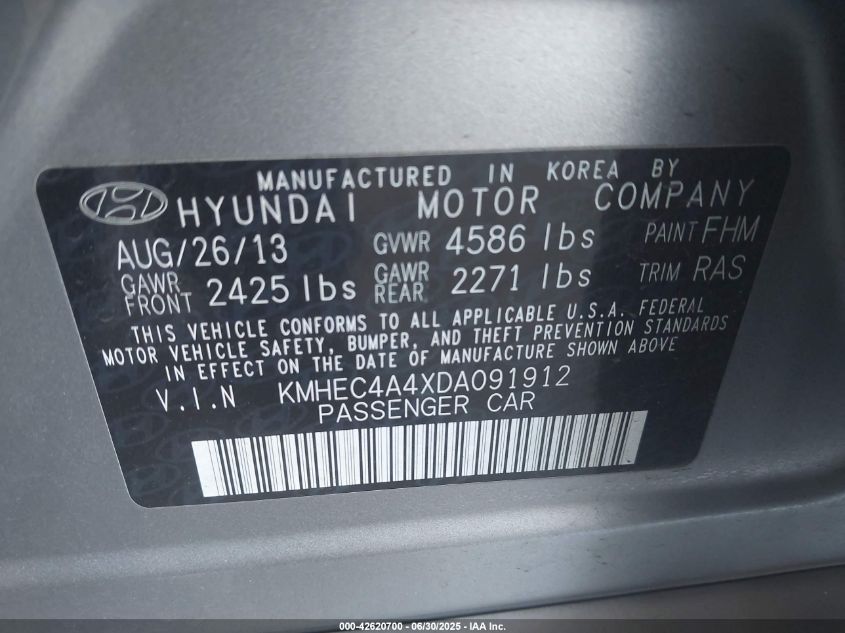 MANUFACTURED IN KOREA BY
HYUNDAI MOTOR COMPANY
AUG/26/13 GVWR 4586 lbs PAINT FHM
GAWR FRONT 2425 lbs GAWR REAR 2271 lbs TRIM RAS
THIS VEHICLE CONFORMS TO ALL APPLICABLE U.S.A. FEDERAL
MOTOR VEHICLE SAFETY, BUMPER, AND THEFT PREVENTION STANDARDS
IN EFFECT ON THE DATE OF MANUFACTURE SHOWN ABOVE
V.I.N KMHEC4A4XDA091912
PASSENGER CAR
000-42620700 - 06/30/2025 - IAA Inc.